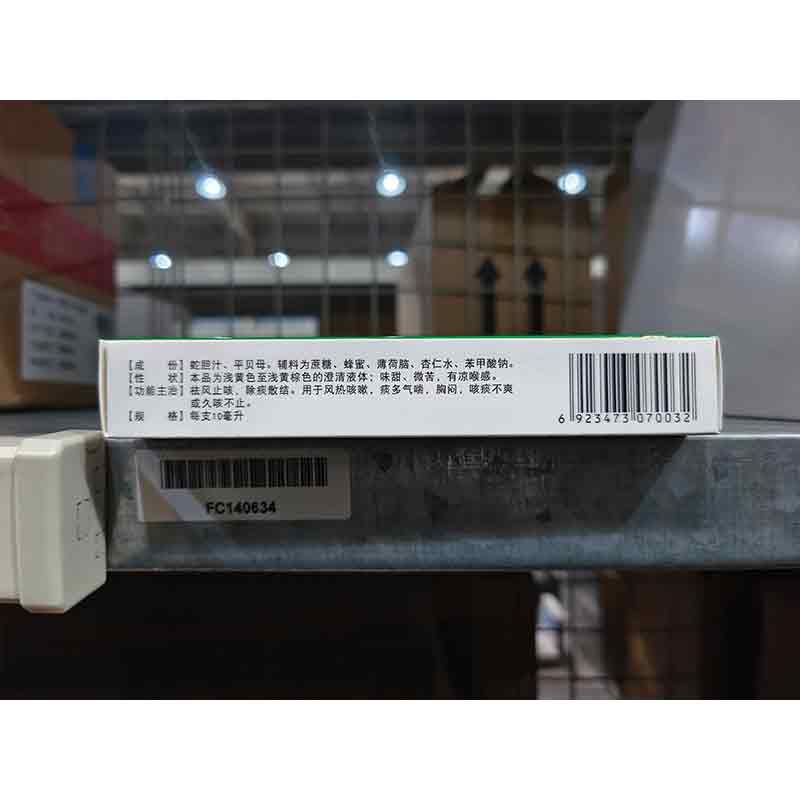 【成　份】蛇胆汁、平贝母。辅料为蔗糖、蜂蜜、薄荷脑、杏仁水、苯甲酸钠。
【性　状】本品为浅黄色至浅黄棕色的澄清液体；味甜、微苦，有凉喉感。
【功能主治】祛风止咳，除痰散结。用于风热咳嗽，痰多气喘，胸闷，咳痰不爽
或久咳不止。
【规　格】每支10毫升
6 923473 070032
FC140634